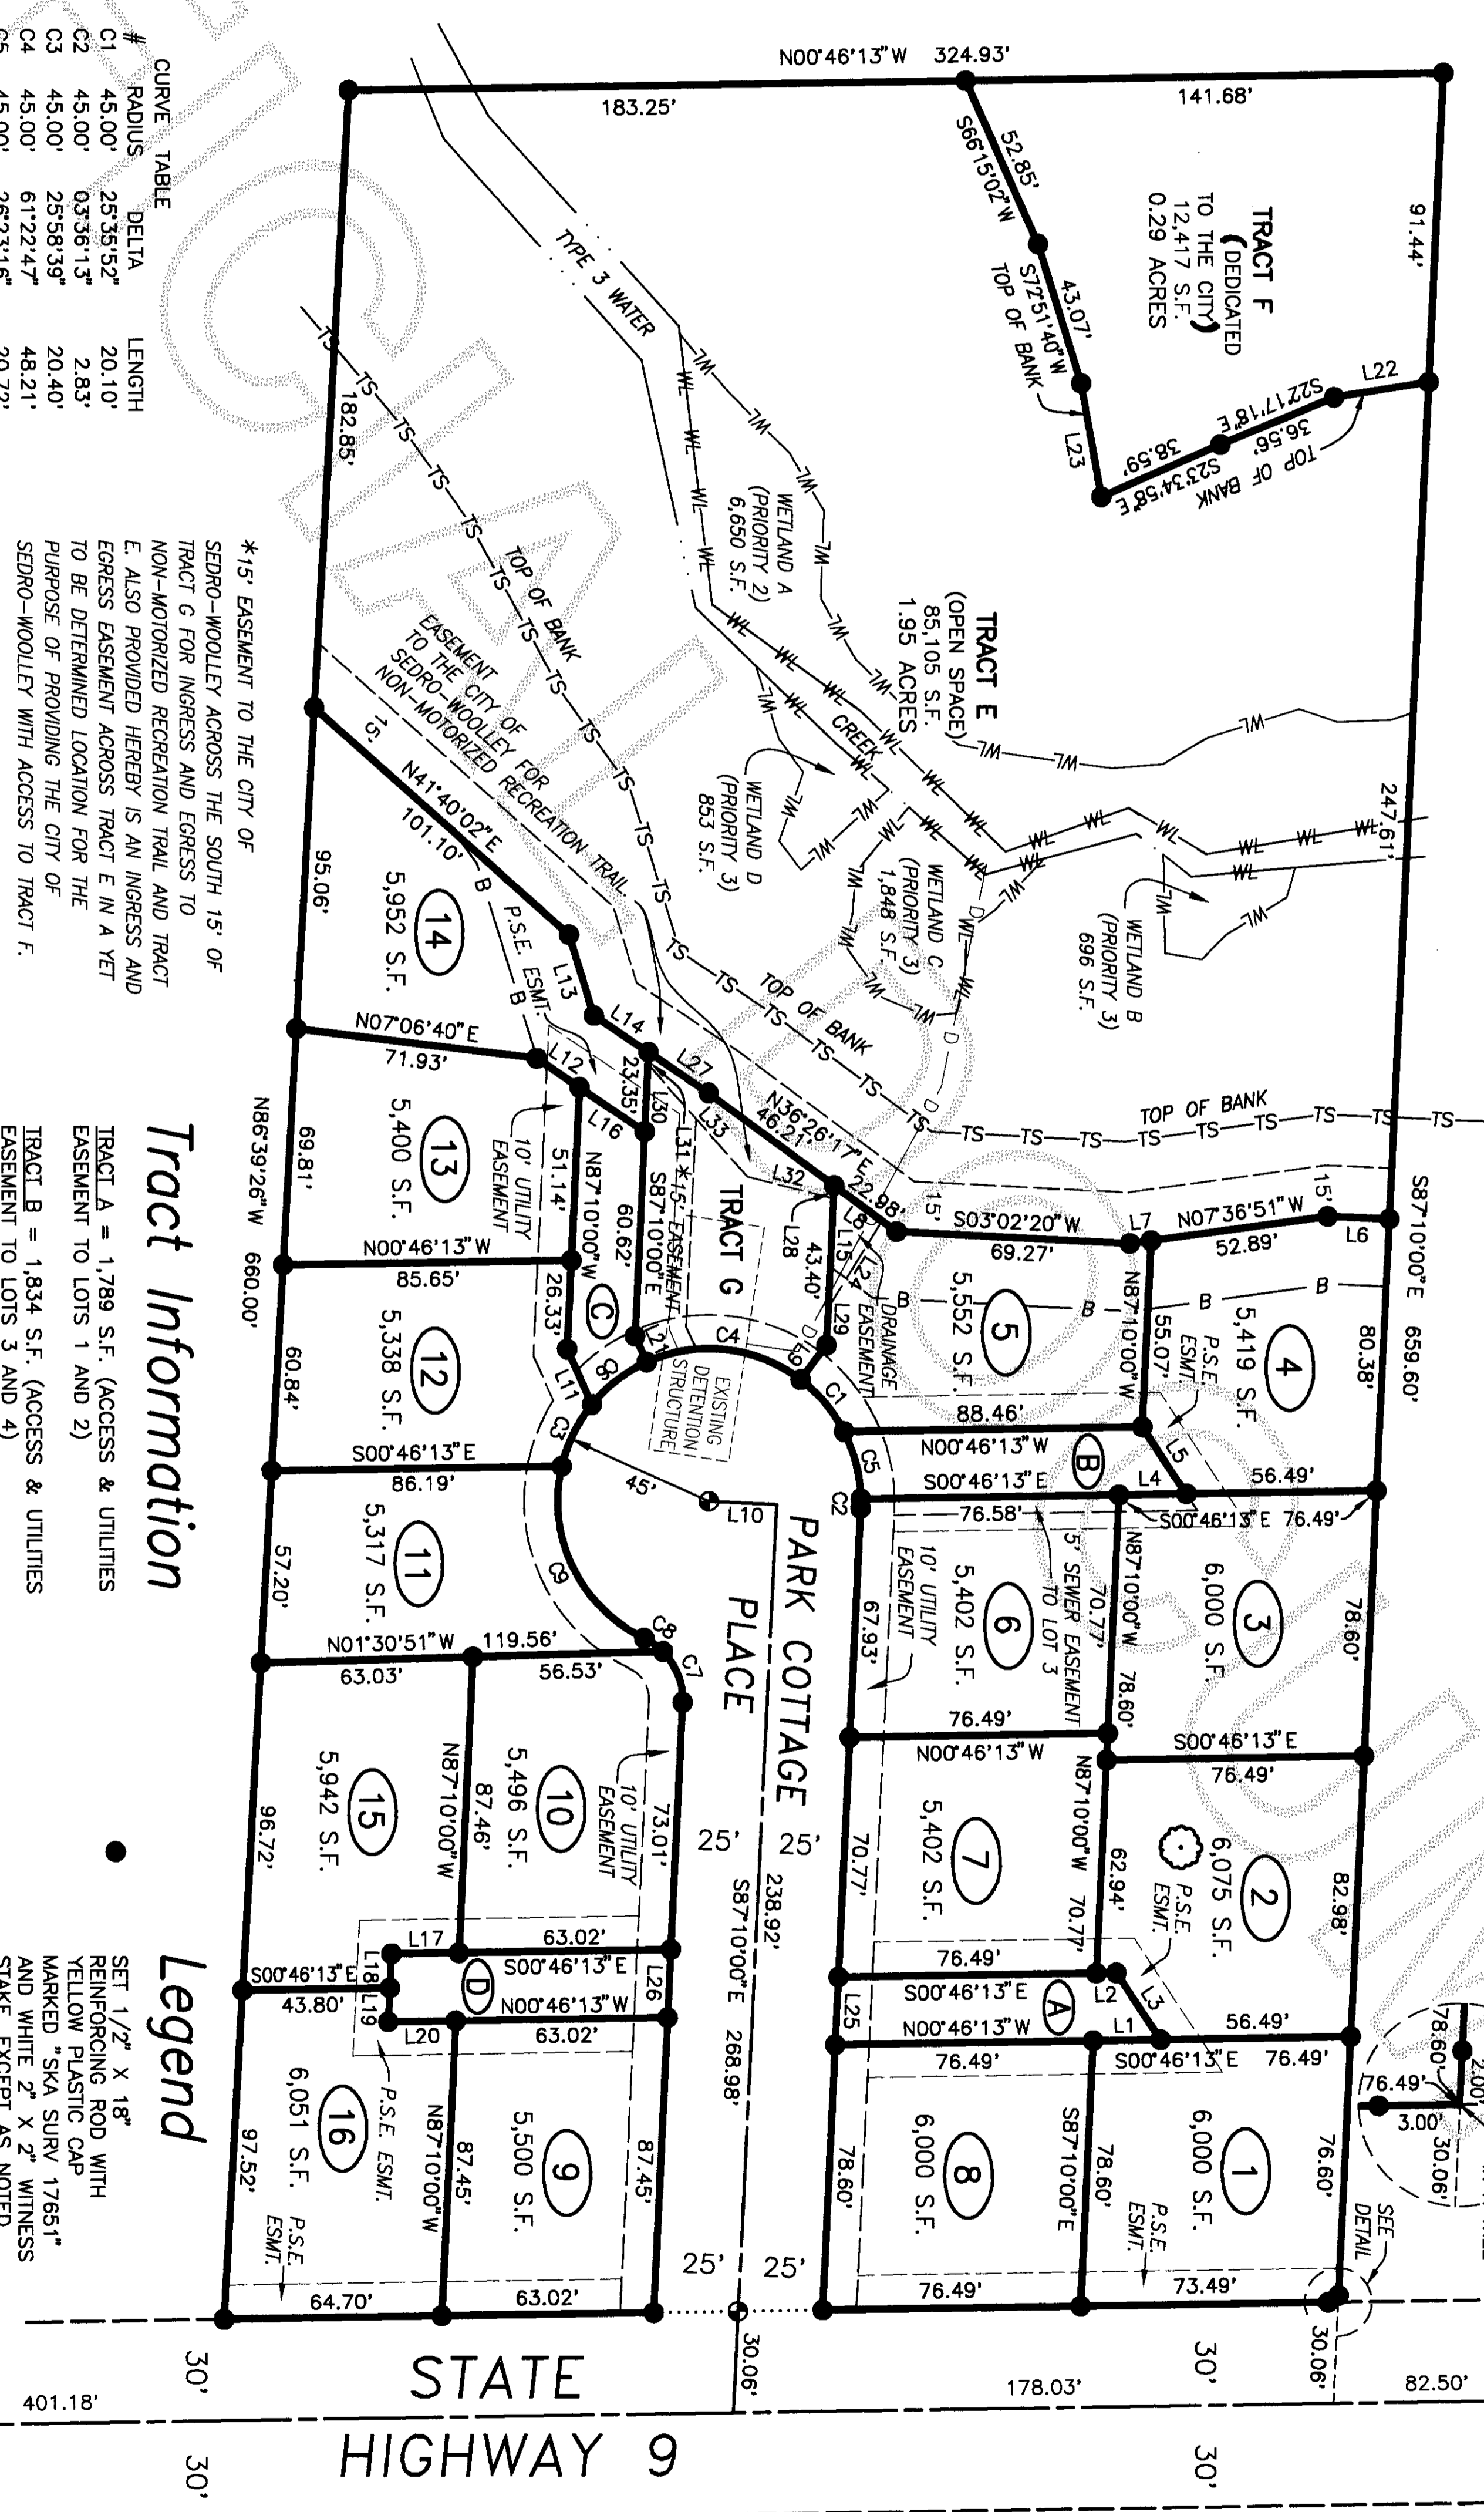 N00°46'13"W 324.93'
183.25'
141.68'
91.44'
TRACT F
(DEDICATED
TO THE CITY)
12,417 S.F.
0.29 ACRES
52.85'
S66°15'02"W
43.07'
S72°51'40"W
TOP OF BANK
L23
L22
S22°17'18"E
36.56'
S23°34'58"E
38.59'
TOP OF BANK
247.61'
S87°10'00"E 659.60'
TYPE 3 WATER
WETLAND A
(PRIORITY 2)
6,650 S.F.
TRACT E
(OPEN SPACE)
85,105 S.F.
1.95 ACRES
CREEK
WETLAND D
(PRIORITY 3)
853 S.F.
WETLAND C
(PRIORITY 3)
1,848 S.F.
WETLAND B
(PRIORITY 3)
696 S.F.
TOP OF BANK
TOP OF BANK
TOP OF BANK
EASEMENT
TO THE CITY OF
SEDRO-WOOLLEY FOR
NON-MOTORIZED RECREATION TRAIL.
182.85'
15'
N41°40'02"E
101.10'
95.06'
14
5,952 S.F.
P.S.E. ESMT.
L13
L14
L12
N07°06'40"E
71.93'
69.81'
N86°39'26"W 660.00'
13
5,400 S.F.
10' UTILITY
EASEMENT
L16
51.14'
N87°10'00"W
23.35'
L30
L31
*15' EASEMENT
60.62'
S87°10'00"E
L27
L33
N36°26'17"E
46.21'
L32
22.98'
L8
L15
L28
43.40'
L29
TRACT G
EXISTING
DETENTION
STRUCTURE
C4
C
26.33'
L21
L11
C3
N00°46'13"W
85.65'
12
5,338 S.F.
60.84'
S00°46'13"E
86.19'
57.20'
11
5,317 S.F.
45'
L10
C9
C8
C7
15'
S03°02'20"W
69.27'
L7
N07°36'51"W
52.89'
15'
L6
DRAINAGE
EASEMENT
5
5,552 S.F.
N87°10'00"W
55.07'
4
5,419 S.F.
P.S.E.
ESMT.
80.38'
88.46'
N00°46'13"W
C1
C5
C2
B
L5
L4
56.49'
S00°46'13"E
76.58'
S00°46'13"E 76.49'
5' SEWER EASEMENT
TO LOT 3
10' UTILITY
EASEMENT
6
5,402 S.F.
67.93'
N87°10'00"W
70.77'
78.60'
3
6,000 S.F.
78.60'
76.49'
N00°46'13"W
S00°46'13"E
76.49'
7
5,402 S.F.
70.77'
N87°10'00"W 70.77'
62.94'
2
6,075 S.F.
P.S.E.
ESMT.
82.98'
76.49'
S00°46'13"E
L2
L3
L1
A
L25
N00°46'13"W
76.49'
56.49'
S00°46'13"E 76.49'
8
6,000 S.F.
78.60'
S87°10'00"E
78.60'
1
6,000 S.F.
P.S.E.
ESMT.
76.60'
76.49'
73.49'
SEE
DETAIL
78.60'
76.49'
3.00'
30.06'
PARK COTTAGE
PLACE
25'
25'
238.92'
S87°10'00"E 268.98'
25'
25'
30.06'
N01°30'51"W 119.56'
63.03'
56.53'
10
5,496 S.F.
10' UTILITY
EASEMENT
73.01'
N87°10'00"W
87.46'
15
5,942 S.F.
96.72'
L17
63.02'
S00°46'13"E
L26
L18
L19
L20
D
N00°46'13"W
63.02'
S00°46'13"E
43.80'
P.S.E. ESMT.
9
5,500 S.F.
87.45'
N87°10'00"W
87.45'
16
6,051 S.F.
97.52'
P.S.E.
ESMT.
64.70'
63.02'
STATE
HIGHWAY 9
30'
30'
30'
30'
401.18'
178.03'
30.06'
82.50'
CURVE TABLE
# RADIUS DELTA LENGTH
C1 45.00' 25°35'52" 20.10'
C2 45.00' 03°36'13" 2.83'
C3 45.00' 25°58'39" 20.40'
C4 45.00' 61°22'47" 48.21'
C5 45.00' 26°23'16" 20.72'
*15' EASEMENT TO THE CITY OF
SEDRO-WOOLLEY ACROSS THE SOUTH 15' OF
TRACT G FOR INGRESS AND EGRESS TO
NON-MOTORIZED RECREATION TRAIL AND TRACT
E. ALSO PROVIDED HEREBY IS AN INGRESS AND
EGRESS EASEMENT ACROSS TRACT E IN A YET
TO BE DETERMINED LOCATION FOR THE
PURPOSE OF PROVIDING THE CITY OF
SEDRO-WOOLLEY WITH ACCESS TO TRACT F.
Tract Information
TRACT A = 1,789 S.F. (ACCESS & UTILITIES
EASEMENT TO LOTS 1 AND 2)
TRACT B = 1,834 S.F. (ACCESS & UTILITIES
EASEMENT TO LOTS 3 AND 4)
Legend
SET 1/2" X 18"
REINFORCING ROD WITH
YELLOW PLASTIC CAP
MARKED "SKA SURV 17651"
AND WHITE 2" X 2" WITNESS
STAKE, EXCEPT AS NOTED